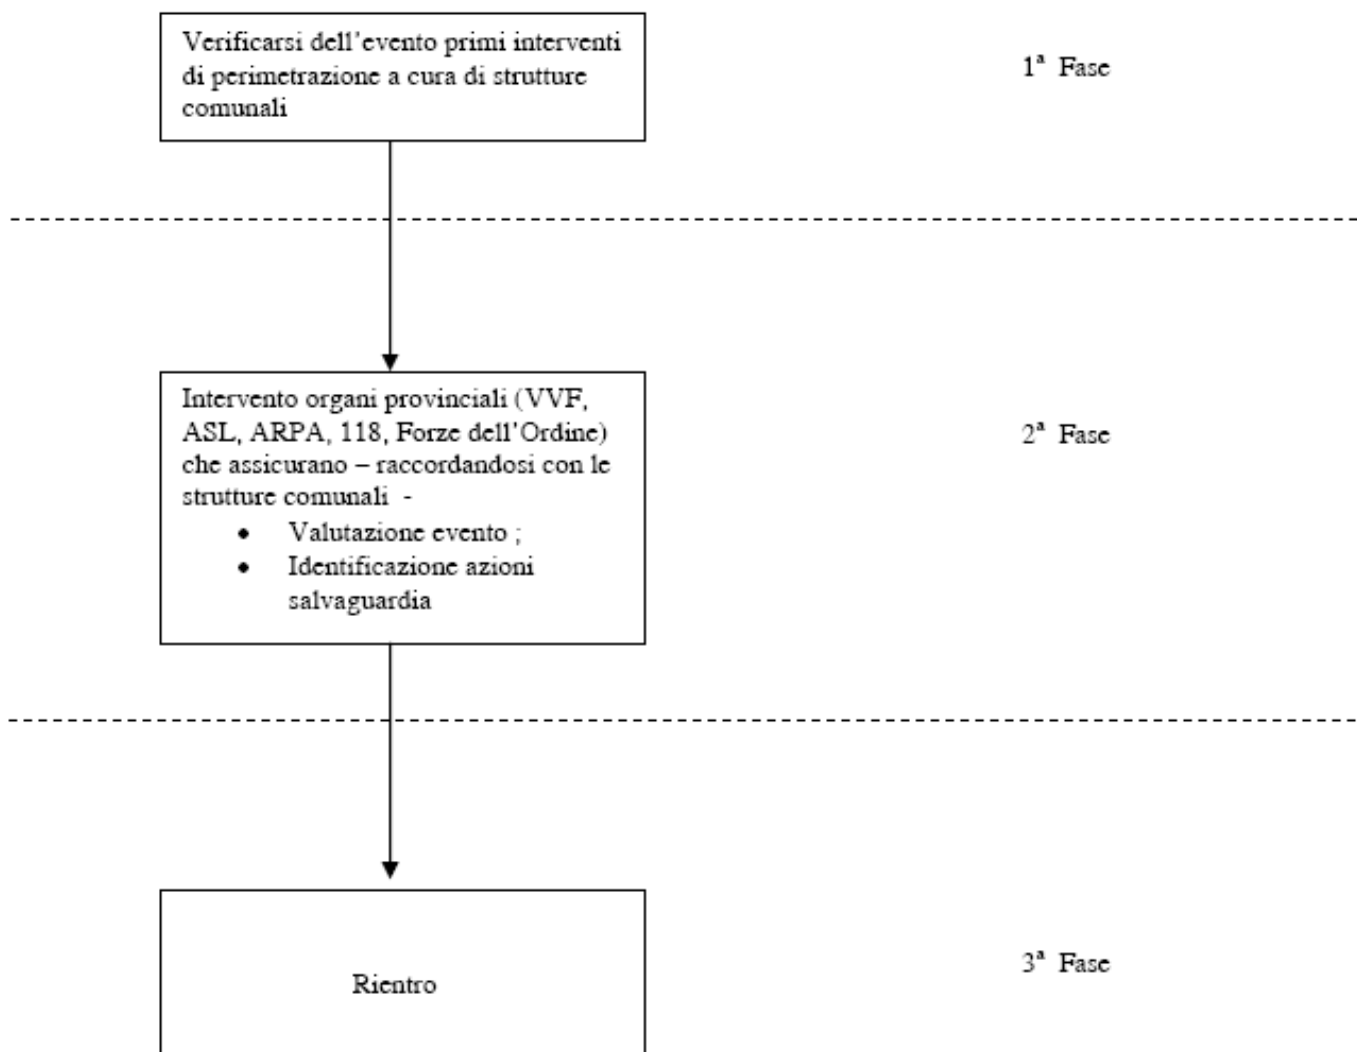 Verificarsi dell’evento primi interventi
di perimetrazione a cura di strutture
comunali
1ª Fase
Intervento organi provinciali (VVF,
ASL, ARPA, 118, Forze dell’Ordine)
che assicurano – raccordandosi con le
strutture comunali -
• Valutazione evento ;
• Identificazione azioni
salvaguardia
2ª Fase
Rientro
3ª Fase